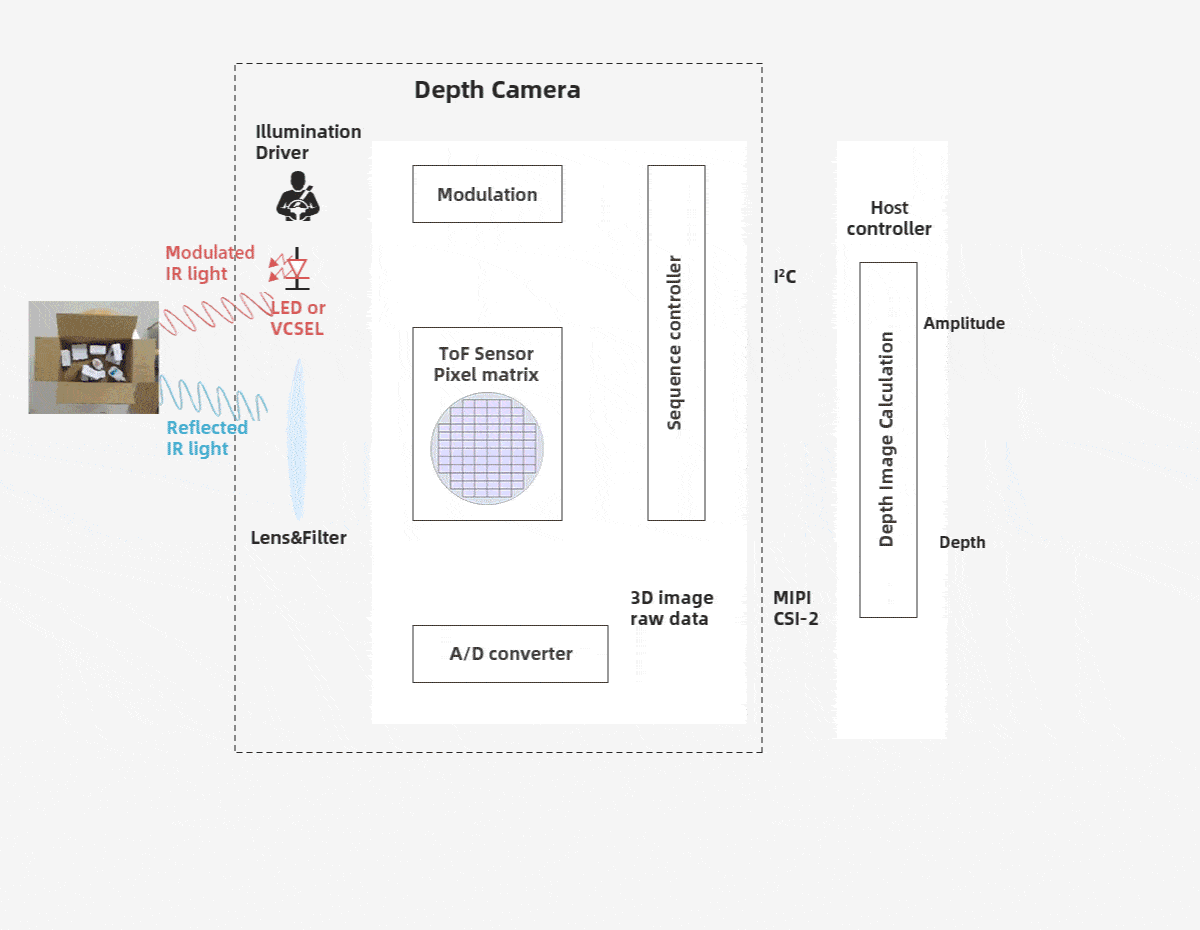 Depth Camera
Illumination
Driver
Modulation
Modulated
IR light
LED or
VCSEL
ToF Sensor
Pixel matrix
Sequence controller
Reflected
IR light
Lens&Filter
3D image
raw data
A/D converter
I²C
MIPI
CSI-2
Host
controller
Depth Image Calculation
Amplitude
Depth